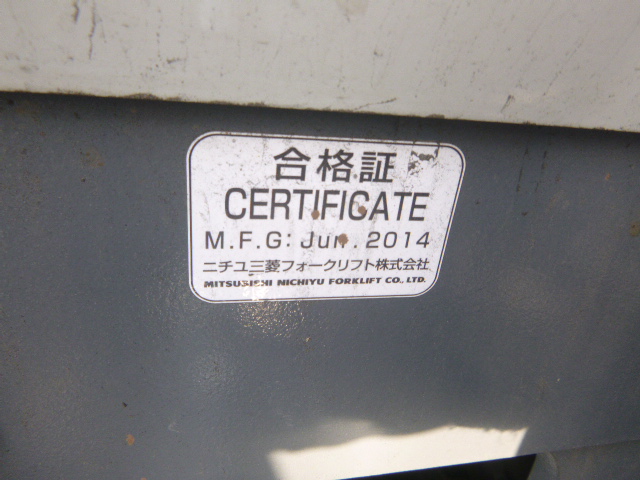 合格証
CERTIFICATE
M.F.G: Jun. 2014
ニチユ三菱フォークリフト株式会社
MITSUBISHI NICHIYU FORKLIFT CO., LTD.